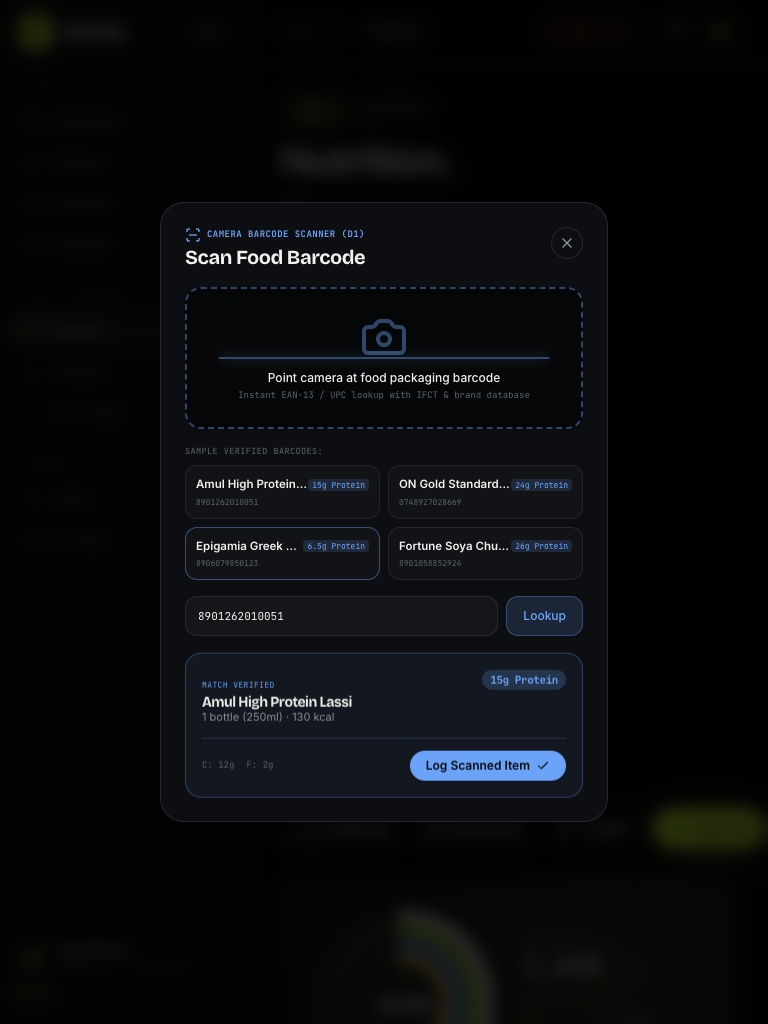 CAMERA BARCODE SCANNER (D1)
Scan Food Barcode
Point camera at food packaging barcode
Instant EAN-13 / UPC lookup with IFCT & brand database
SAMPLE VERIFIED BARCODES:
Amul High Protein... 15g Protein
8901262010051
ON Gold Standard... 24g Protein
0748927028669
Epigamia Greek ... 6.5g Protein
8906079850123
Fortune Soya Chu... 26g Protein
8901058852924
8901262010051
Lookup
MATCH VERIFIED
15g Protein
Amul High Protein Lassi
1 bottle (250ml) · 130 kcal
C: 12g F: 2g
Log Scanned Item
Nutrition.